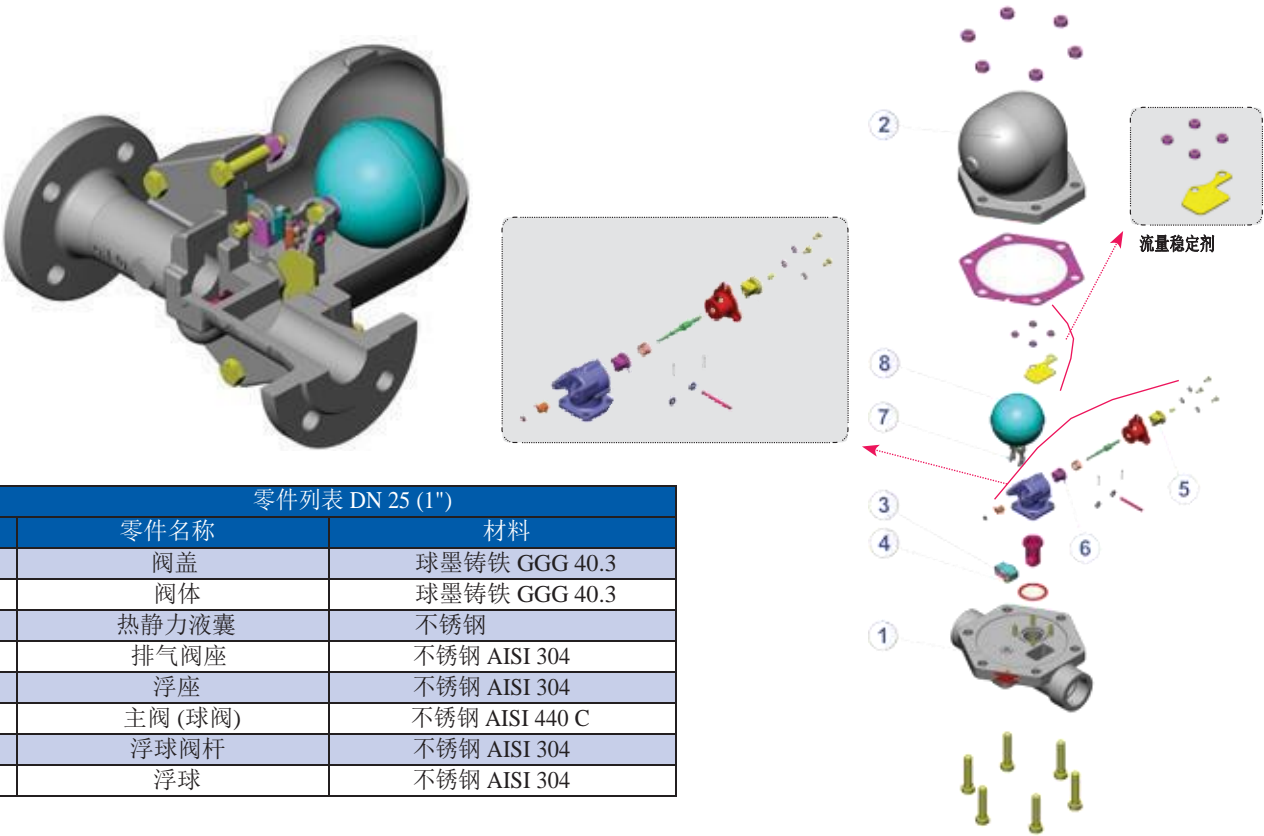 2
流量稳定剂
8
7
3
4
5
6
1
零件列表 DN 25 (1")
零件名称 材料
阀盖 球墨铸铁 GGG 40.3
阀体 球墨铸铁 GGG 40.3
热静力液囊 不锈钢
排气阀座 不锈钢 AISI 304
浮座 不锈钢 AISI 304
主阀 (球阀) 不锈钢 AISI 440 C
浮球阀杆 不锈钢 AISI 304
浮球 不锈钢 AISI 304